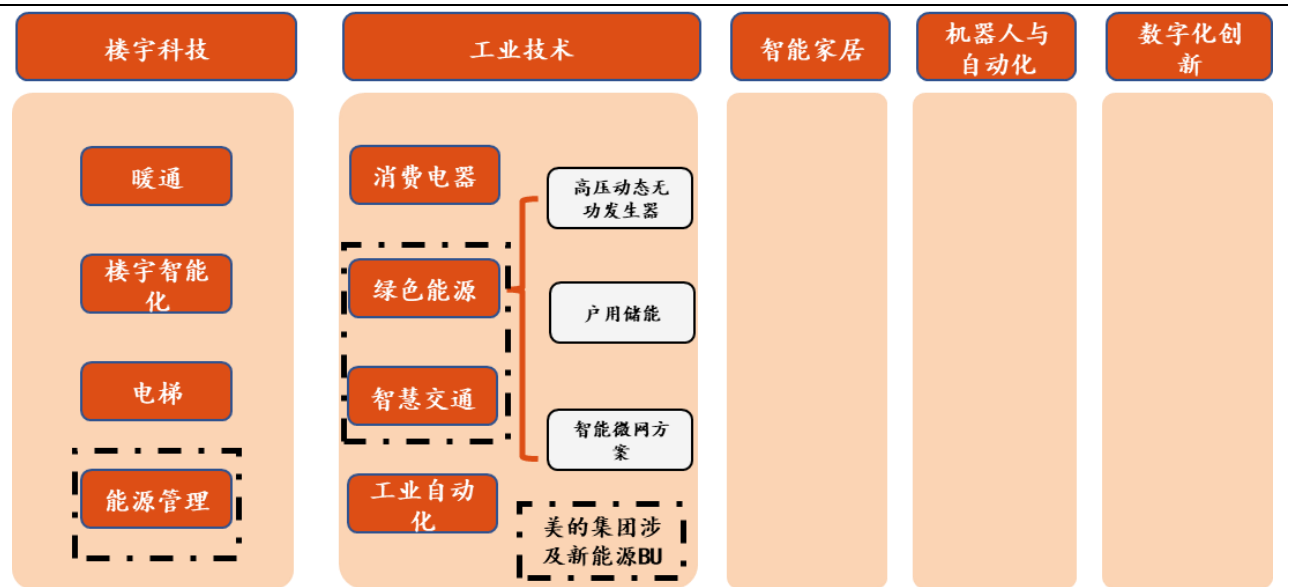 楼宇科技
工业技术
智能家居
机器人与
自动化
数字化创
新
暖通
楼宇智能
化
电梯
能源管理
消费电器
绿色能源
智慧交通
工业自动
化
高压动态无
功发生器
户用储能
智能微网方
案
美的集团涉
及新能源BU